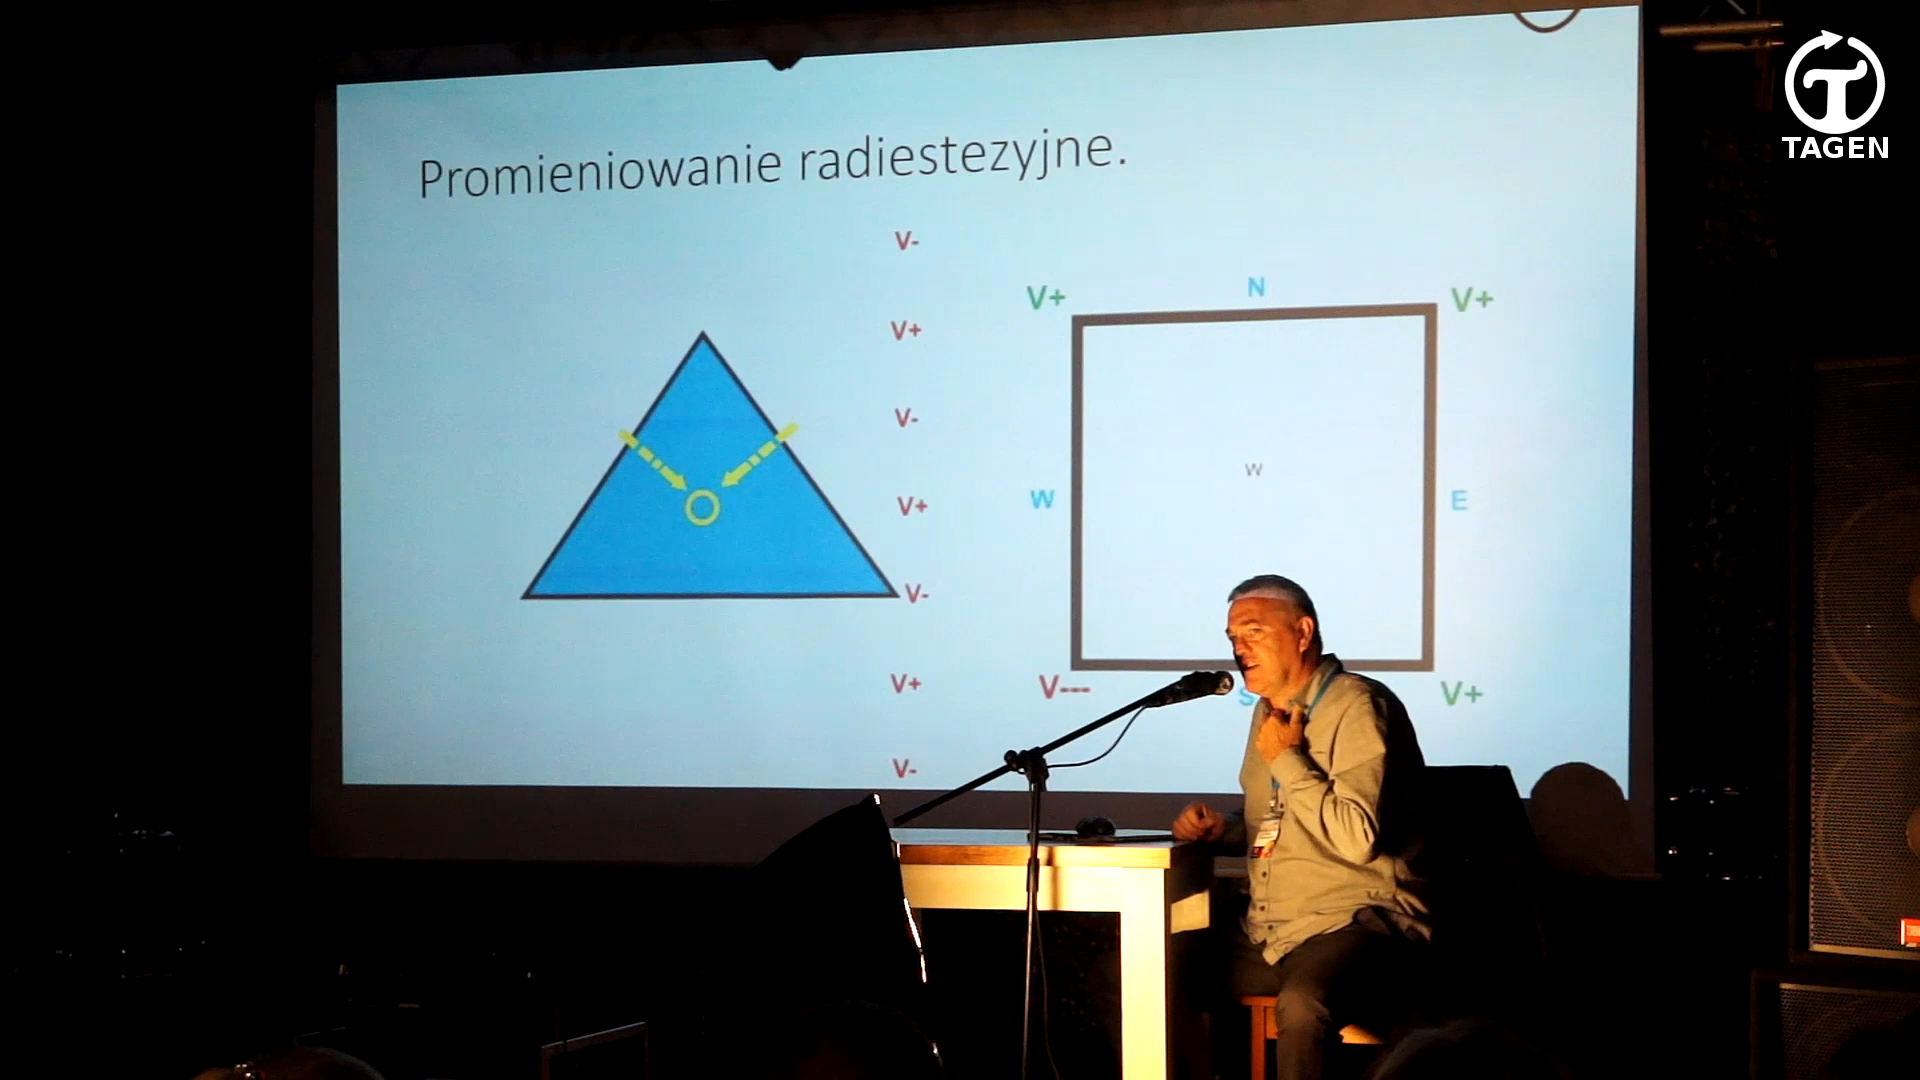 TAGEN
Promieniowanie radiestezyjne.
V-
V+
V-
V+
V-
V+
V-
V+
N
V+
W
w
E
V---
S
V+